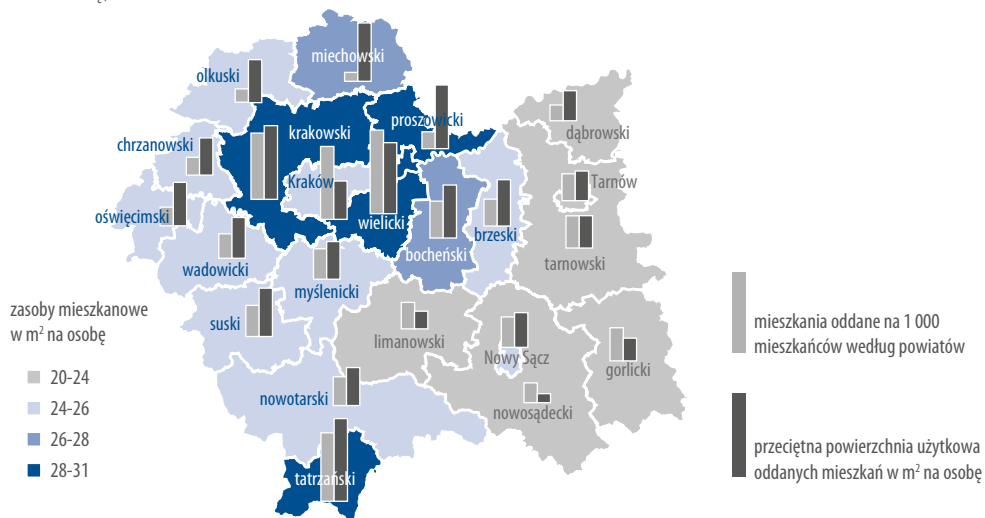 miechowski
olkuski
proszowicki
krakowski
dąbrowski
chrzanowski
Kraków
Tarnów
oświęcimski
wielicki
brzeski
bocheński
tarnowski
wadowicki
myślenicki
zasoby mieszkanowe
w m² na osobę
suski
mieszkania oddane na 1 000
mieszkańców według powiatów
limanowski
Nowy Sącz
gorlicki
20-24
24-26
nowotarski
nowosądecki
26-28
28-31
przeciętna powierzchnia użytkowa
oddanych mieszkań w m² na osobę
tatrzański